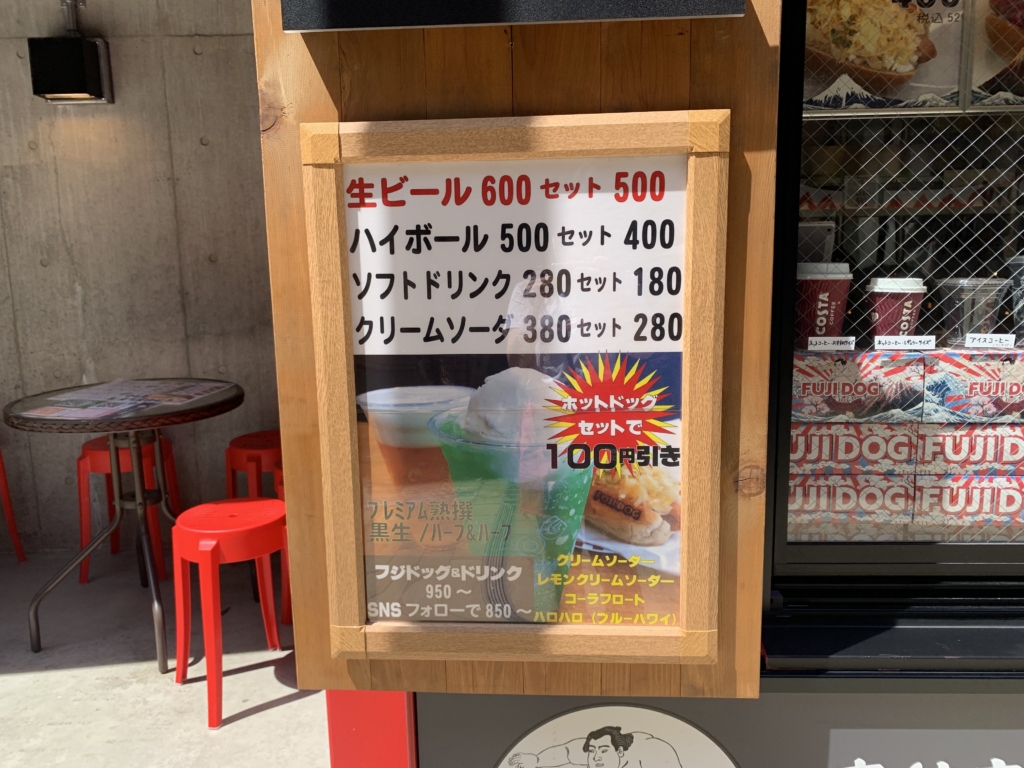 生ビール 600 セット 500
ハイボール 500 セット 400
ソフトドリンク 280 セット 180
クリームソーダ 380 セット 280
ホットドッグ
セットで
100円引き
プレミアム熟撰
黒生 / ハーフ&ハーフ
フジドッグ&ドリンク
950 〜
SNS フォローで 850 〜
クリームソーダー
レモンクリームソーダー
コーラフロート
ハロハロ（ブルーハワイ）
税込
COSTA
COFFEE
COSTA
アイスコーヒー
FUJI DOG
FUJI DOG
FUJI DOG